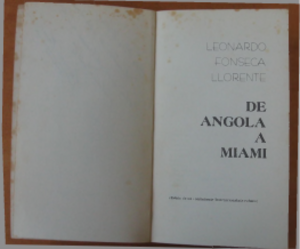 LEONARDO
FONSECA
LLORENTE
DE
ANGOLA
A
MIAMI